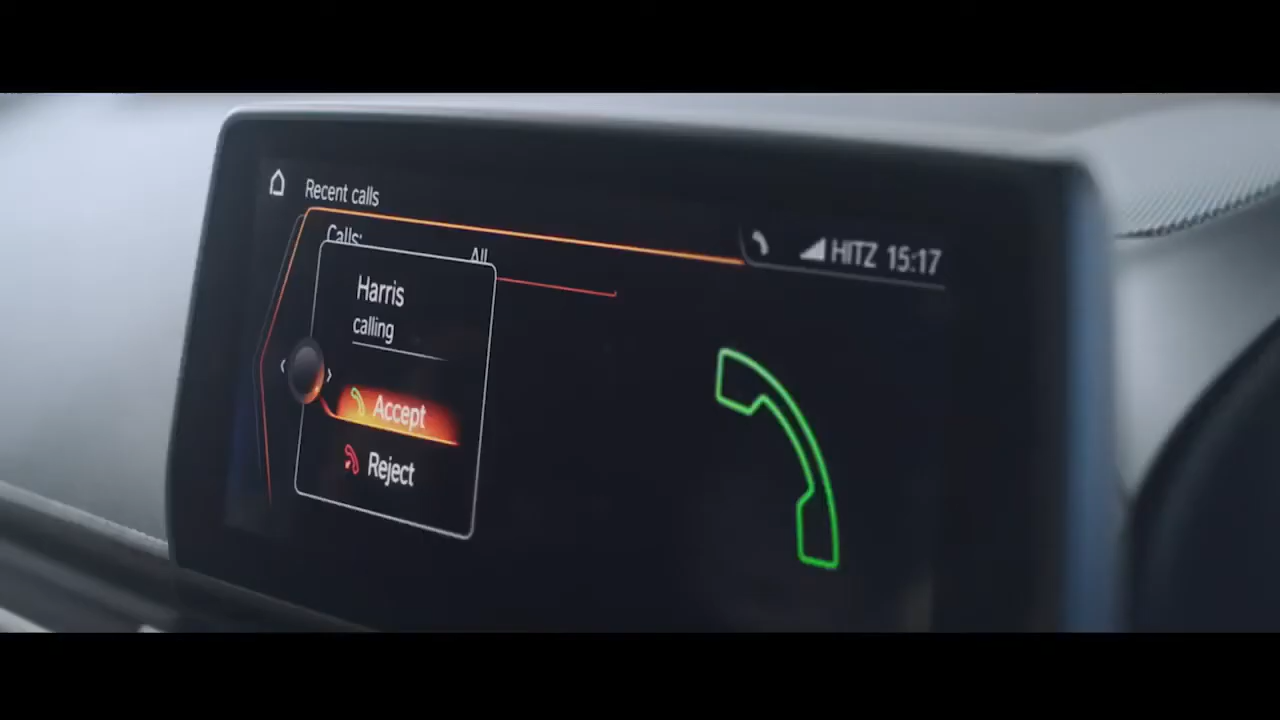 Recent calls
HITZ 15:17
Calls:
All
Harris
calling
Accept
Reject